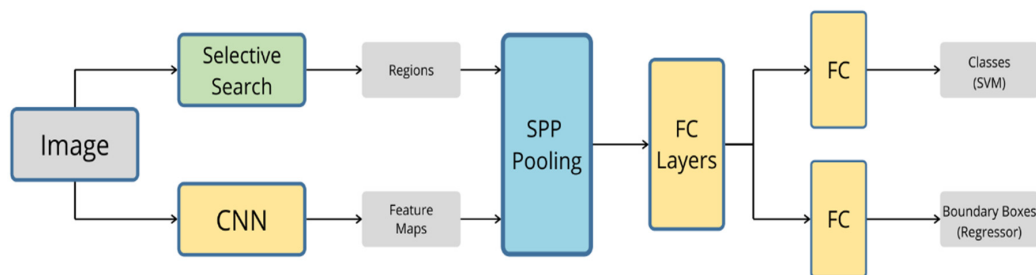 Image
Selective
Search
Regions
CNN
Feature
Maps
SPP
Pooling
FC
Layers
FC
Classes
(SVM)
FC
Boundary Boxes
(Regressor)